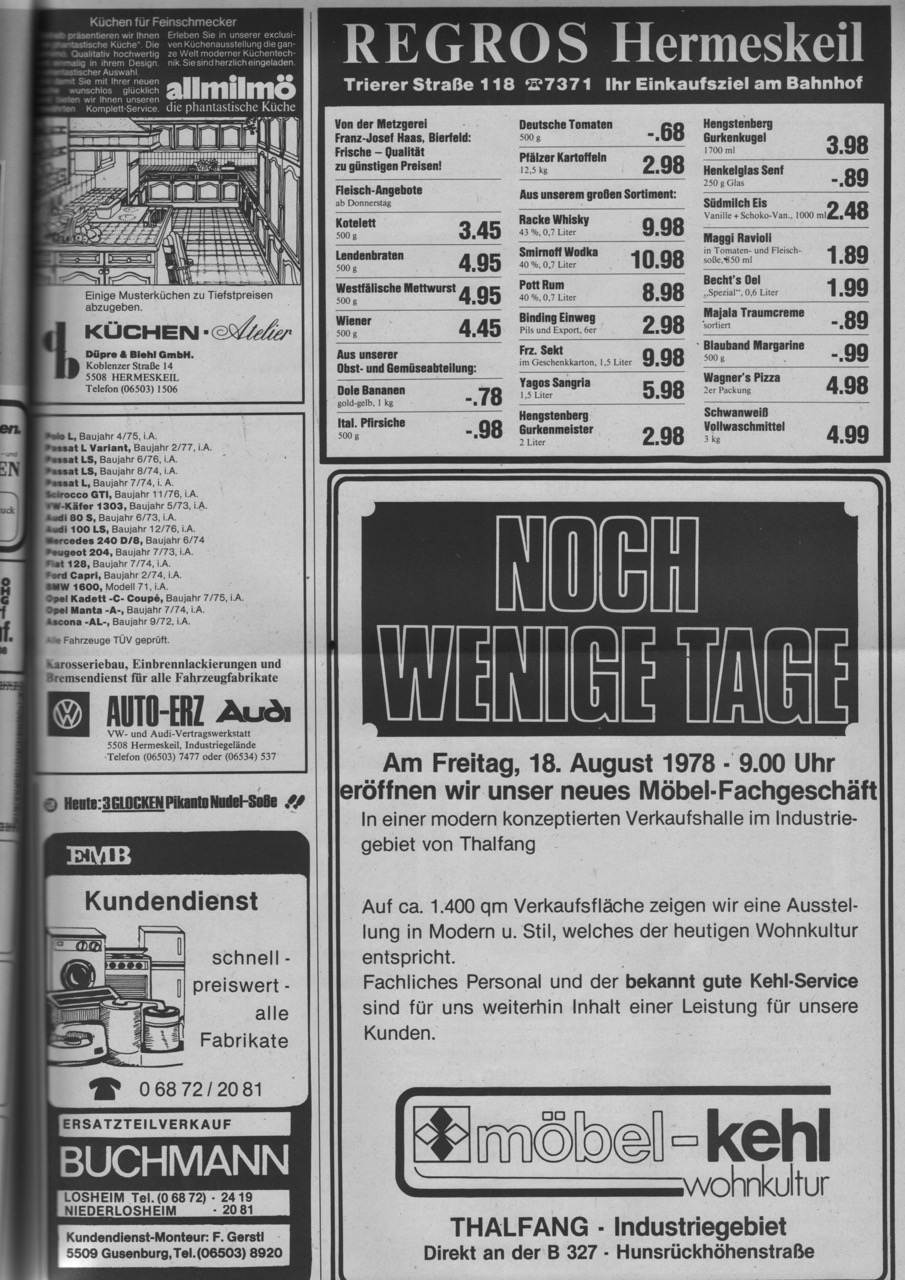 Küchen für Feinschmecker
präsentieren wir Ihnen
"phantastische Küche". Die
Qualitativ hochwertig
einmalig in ihrem Design.
phantastischer Auswahl.
damit Sie mit Ihrer neuen
wunschlos glücklich
bieten wir Ihnen unseren
Komplett-Service.
Erleben Sie in unserer exclusi-
ven Küchenausstellung die gan-
ze Welt moderner Küchentech-
nik. Sie sind herzlich eingeladen.
allmilmö
die phantastische Küche
Einige Musterküchen zu Tiefstpreisen
abzugeben.
KÜCHEN·Atelier
Düpre & Biehl GmbH.
Koblenzer Straße 14
5508 HERMESKEIL
Telefon (06503) 1506
Polo L, Baujahr 4/75, i.A.
Passat L Variant, Baujahr 2/77, i.A.
Passat LS, Baujahr 6/76, i.A.
Passat LS, Baujahr 8/74, i.A.
Passat L, Baujahr 7/74, i. A.
Scirocco GTI, Baujahr 11/76, i.A.
VW-Käfer 1303, Baujahr 5/73, i.A.
Audi 80 S, Baujahr 6/73, i.A.
Audi 100 LS, Baujahr 12/76, i.A.
Mercedes 240 D/8, Baujahr 6/74
Peugeot 204, Baujahr 7/73, i.A.
Fiat 128, Baujahr 7/74, i.A.
Ford Capri, Baujahr 2/74, i.A.
BMW 1600, Modell 71, i.A.
Opel Kadett -C- Coupé, Baujahr 7/75, i.A.
Opel Manta -A-, Baujahr 7/74, i.A.
Ascona -AL-, Baujahr 9/72, i.A.
Alle Fahrzeuge TÜV geprüft.
Karosseriebau, Einbrennlackierungen und
Bremsendienst für alle Fahrzeugfabrikate
AUTO-ERZ Audi
VW- und Audi-Vertragswerkstatt
5508 Hermeskeil, Industriegelände
Telefon (06503) 7477 oder (06534) 537
Heute: 3 GLOCKEN Pikanto Nudel-Soße !!
EMB
Kundendienst
schnell -
preiswert -
alle
Fabrikate
☎ 0 68 72 / 20 81
ERSATZTEILVERKAUF
BUCHMANN
LOSHEIM Tel. (0 68 72) · 24 19
NIEDERLOSHEIM · 20 81
Kundendienst-Monteur: F. Gerstl
5509 Gusenburg, Tel. (06503) 8920
REGROS Hermeskeil
Trierer Straße 118 ☎7371 Ihr Einkaufsziel am Bahnhof
Von der Metzgerei
Franz-Josef Haas, Bierfeld:
Frische – Qualität
zu günstigen Preisen!
Fleisch-Angebote
ab Donnerstag
Kotelett
500 g 3.45
Lendenbraten
500 g 4.95
Westfälische Mettwurst
500 g 4.95
Wiener
500 g 4.45
Aus unserer
Obst- und Gemüseabteilung:
Dole Bananen
gold-gelb, 1 kg -.78
Ital. Pfirsiche
500 g -.98
Deutsche Tomaten
500 g -.68
Pfälzer Kartoffeln
12,5 kg 2.98
Aus unserem großen Sortiment:
Racke Whisky
43 %, 0,7 Liter 9.98
Smirnoff Wodka
40 %, 0,7 Liter 10.98
Pott Rum
40 %, 0,7 Liter 8.98
Binding Einweg
Pils und Export, 6er 2.98
Frz. Sekt
im Geschenkkarton, 1,5 Liter 9.98
Yagos Sangria
1,5 Liter 5.98
Hengstenberg
Gurkenmeister
2 Liter 2.98
Hengstenberg
Gurkenkugel
1700 ml 3.98
Henkelglas Senf
250 g Glas -.89
Südmilch Eis
Vanille + Schoko-Van., 1000 ml 2.48
Maggi Ravioli
in Tomaten- und Fleisch-
soße, 850 ml 1.89
Becht's Oel
„Spezial“, 0,6 Liter 1.99
Majala Traumcreme
sortiert -.89
Blauband Margarine
500 g -.99
Wagner's Pizza
2er Packung 4.98
Schwanweiß
Vollwaschmittel
3 kg 4.99
NOCH
WENIGE TAGE
Am Freitag, 18. August 1978 - 9.00 Uhr
eröffnen wir unser neues Möbel-Fachgeschäft
In einer modern konzeptierten Verkaufshalle im Industrie-
gebiet von Thalfang
Auf ca. 1.400 qm Verkaufsfläche zeigen wir eine Ausstel-
lung in Modern u. Stil, welches der heutigen Wohnkultur
entspricht.
Fachliches Personal und der bekannt gute Kehl-Service
sind für uns weiterhin Inhalt einer Leistung für unsere
Kunden.
möbel-kehl
wohnkultur
THALFANG - Industriegebiet
Direkt an der B 327 - Hunsrückhöhenstraße